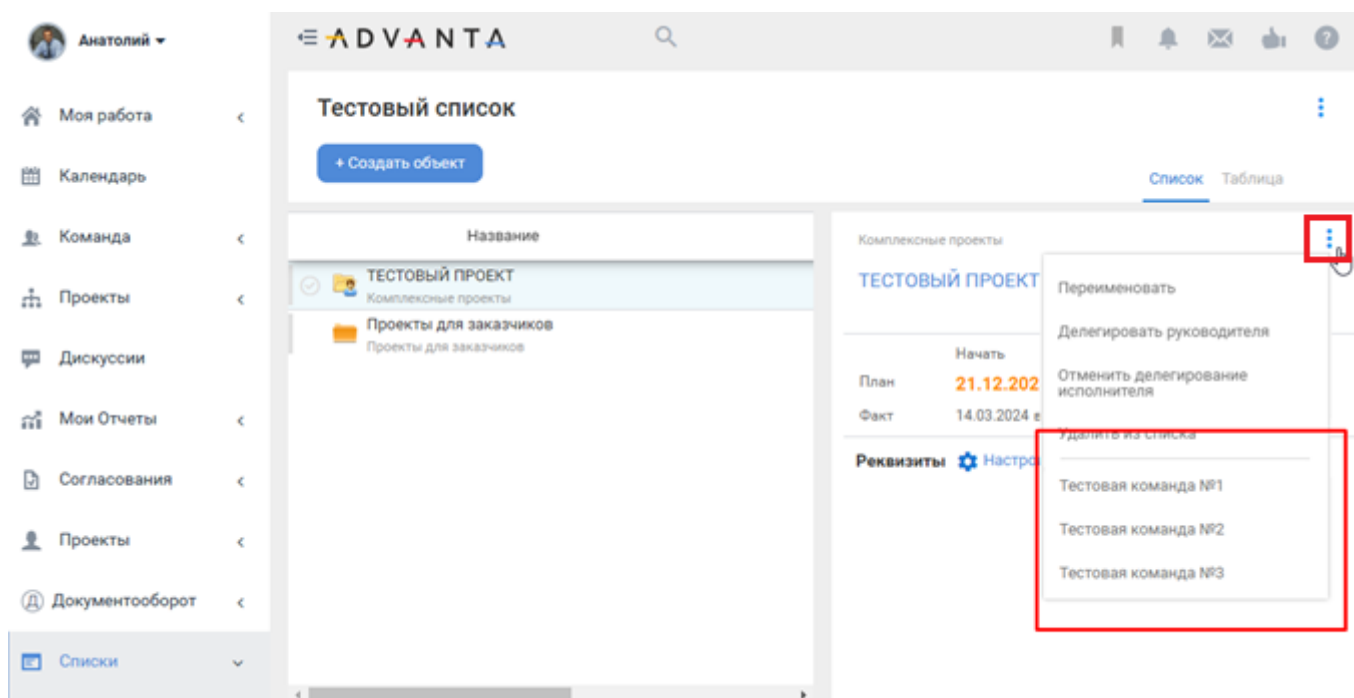 Анатолий
ADVANTA
Моя работа
Календарь
Команда
Проекты
Дискуссии
Мои Отчеты
Согласования
Проекты
Документооборот
Списки
Тестовый список
+ Создать объект
Список Таблица
Название
ТЕСТОВЫЙ ПРОЕКТ
Комплексные проекты
Проекты для заказчиков
Проекты для заказчиков
Комплексные проекты
ТЕСТОВЫЙ ПРОЕКТ
Начать
План 21.12.202
Факт 14.03.2024
Реквизиты Настро
Переименовать
Делегировать руководителя
Отменить делегирование
исполнителя
Удалить из списка
Тестовая команда №1
Тестовая команда №2
Тестовая команда №3